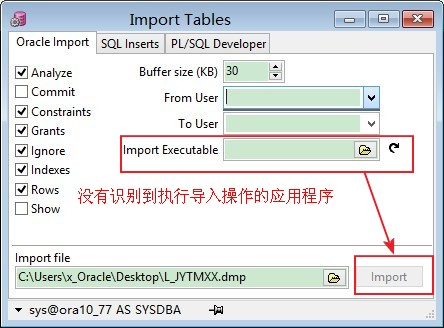 Import Tables
Oracle Import
SQL Inserts
PL/SQL Developer
Analyze
Commit
Constraints
Grants
Ignore
Indexes
Rows
Show
Buffer size (KB) 30
From User
To User
Import Executable
没有识别到执行导入操作的应用程序
Import file
C:\Users\x_Oracle\Desktop\L_IYTMXX.dmp
Import
sys@ora10_77 AS SYSDBA